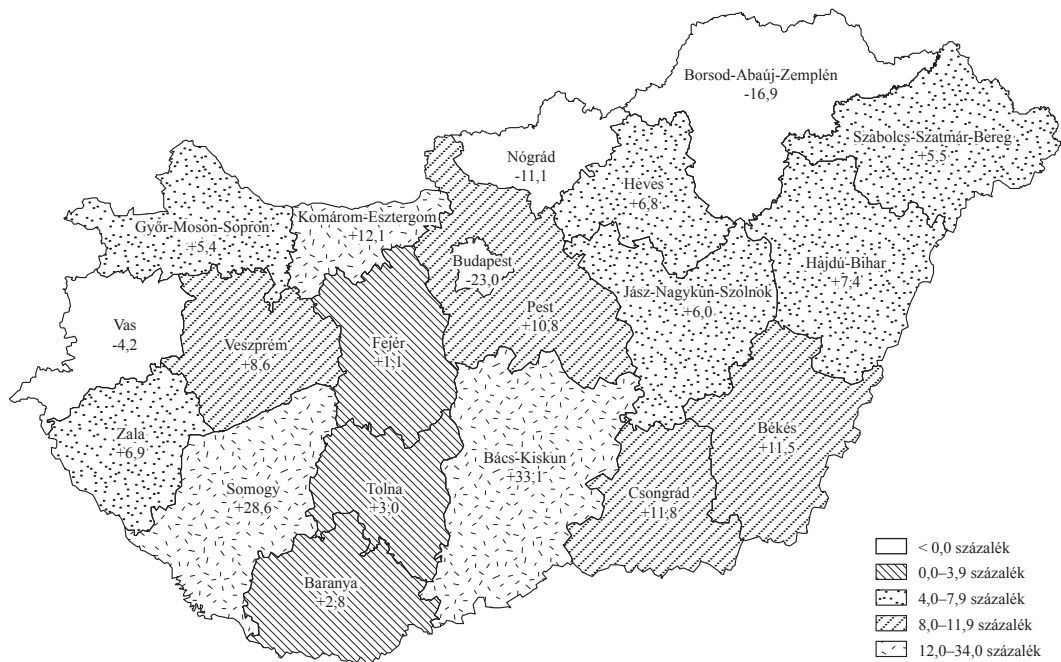 Borsod-Abaúj-Zemplén
-16,9
Szabolcs-Szatmár-Bereg
+5,5
Nógrád
-11,1
Heves
+6,8
Győr-Moson-Sopron
+5,4
Komárom-Esztergom
+12,1
Budapest
-23,0
Pest
+10,8
Jász-Nagykun-Szolnok
+6,0
Hajdú-Bihar
+7,4
Vas
-4,2
Veszprém
+8,6
Fejér
+1,1
Zala
+6,9
Somogy
+28,6
Tolna
+3,0
Bács-Kiskun
+33,1
Békés
+11,5
Csongrád
+11,8
Baranya
+2,8
< 0,0 százalék
0,0–3,9 százalék
4,0–7,9 százalék
8,0–11,9 százalék
12,0–34,0 százalék